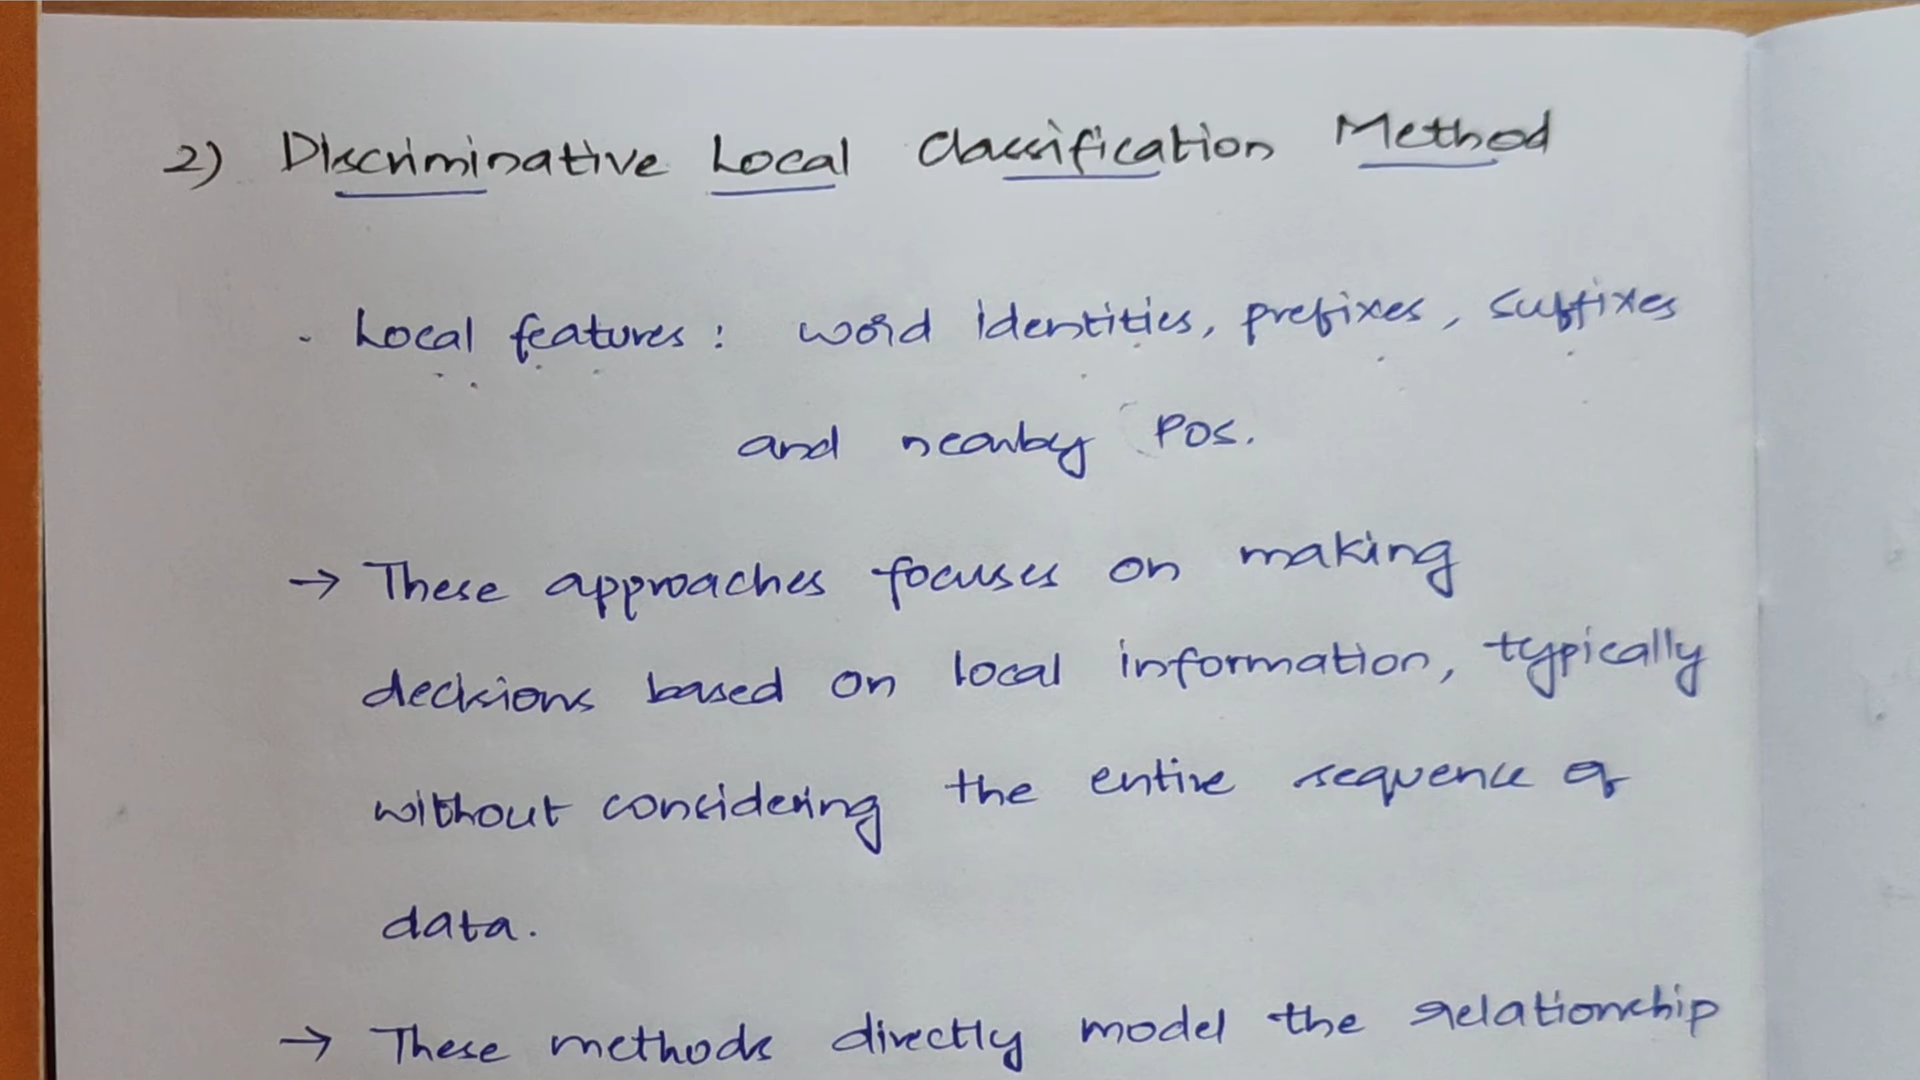 2) Discriminative Local Classification Method
. Local features: word identities, prefixes, suffixes
and nearby POS.
→ These approaches focuses on making
decisions based on local information, typically
without considering the entire sequence of
data.
→ These methods directly model the relationship